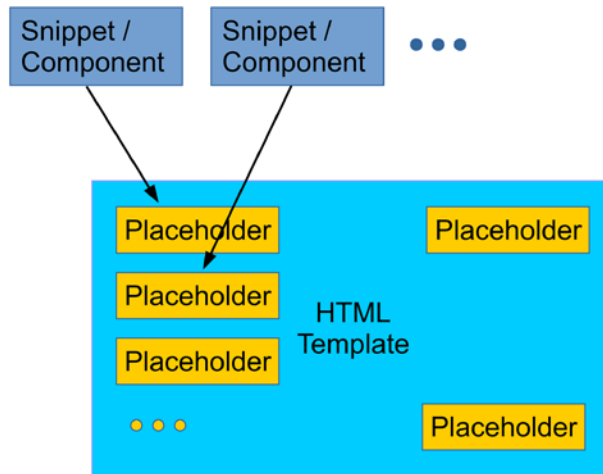 Snippet /
Component
Snippet /
Component
Placeholder
Placeholder
Placeholder
HTML
Template
Placeholder
Placeholder